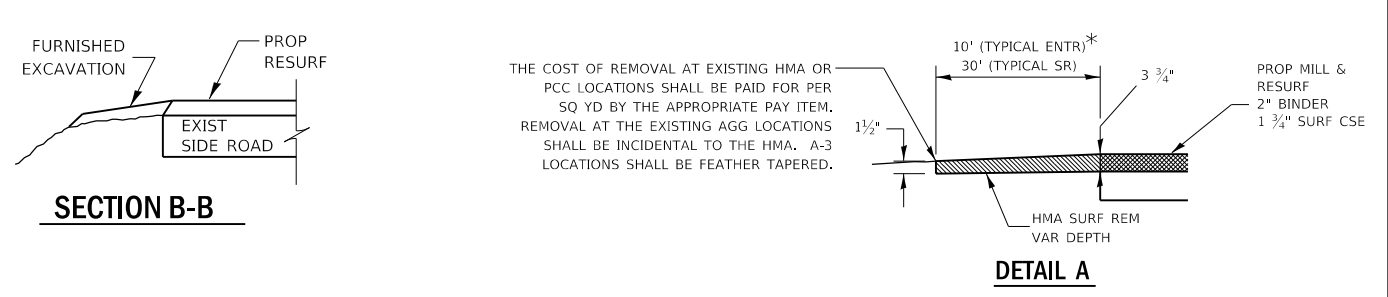 FURNISHED
EXCAVATION
PROP
RESURF
EXIST
SIDE ROAD
SECTION B-B
THE COST OF REMOVAL AT EXISTING HMA OR
PCC LOCATIONS SHALL BE PAID FOR PER
SQ YD BY THE APPROPRIATE PAY ITEM.
REMOVAL AT THE EXISTING AGG LOCATIONS
SHALL BE INCIDENTAL TO THE HMA. A-3
LOCATIONS SHALL BE FEATHER TAPERED.
10' (TYPICAL ENTR)*
30' (TYPICAL SR)
3 3/4"
1 1/2"
PROP MILL &
RESURF
2" BINDER
1 3/4" SURF CSE
HMA SURF REM
VAR DEPTH
DETAIL A